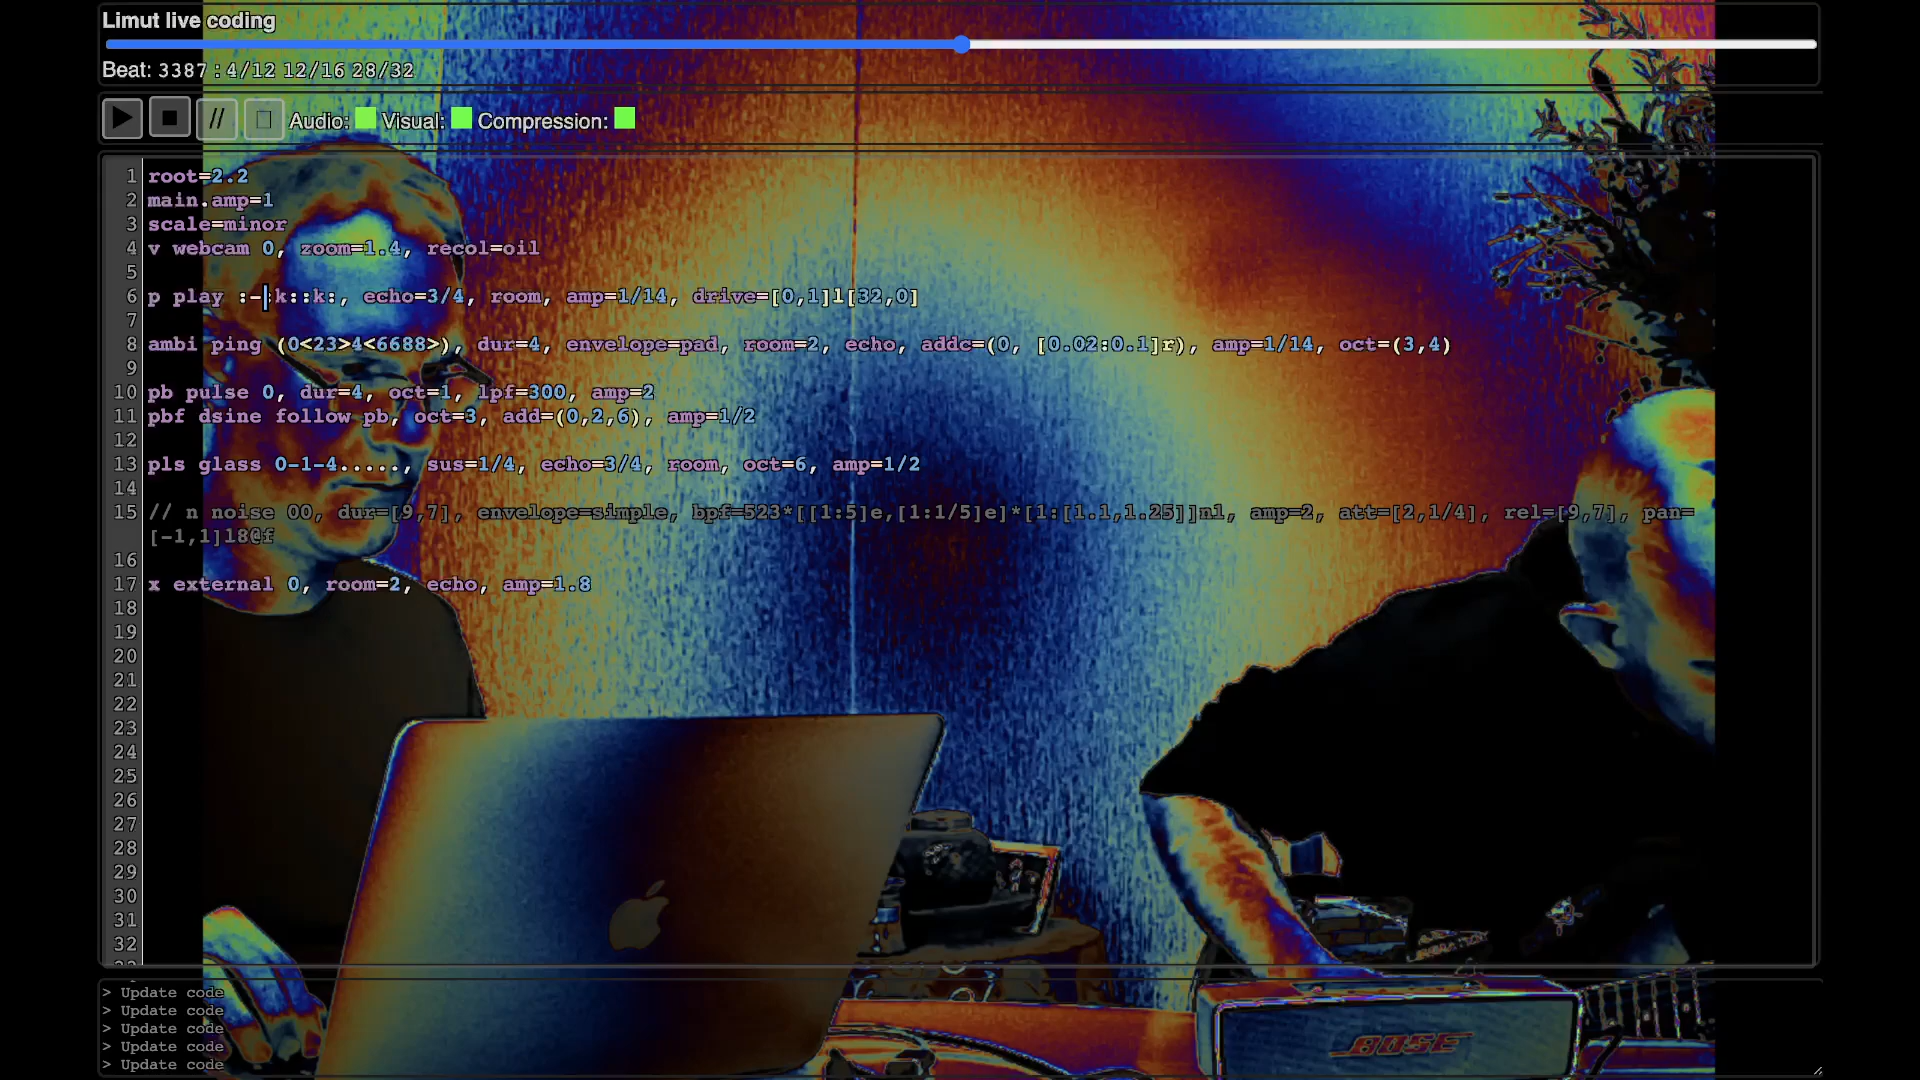 Limut live coding
Beat: 3387 : 4/12 12/16 28/32
// Audio: Visual: Compression:
1 root=2.2
2 main.amp=1
3 scale=minor
4 v webcam 0, zoom=1.4, recol=oil
5
6 p play :-:k::k:, echo=3/4, room, amp=1/14, drive=[0,1]l[32,0]
7
8 ambi ping (0<23>4<6688>), dur=4, envelope=pad, room=2, echo, addc=(0, [0.02:0.1]r), amp=1/14, oct=(3,4)
9
10 pb pulse 0, dur=4, oct=1, lpf=300, amp=2
11 pbf dsine follow pb, oct=3, add=(0,2,6), amp=1/2
12
13 pls glass 0-1-4....., sus=1/4, echo=3/4, room, oct=6, amp=1/2
14
15 // n noise 00, dur=[9,7], envelope=simple, bpf=523*[[1:5]e,[1:1/5]e]*[1:[1.1,1.25]]n1, amp=2, att=[2,1/4], rel=[9,7], pan=
[-1,1]l8@f
16
17 x external 0, room=2, echo, amp=1.8
18
19
20
21
22
23
24
25
26
27
28
29
30
31
32
> Update code
> Update code
> Update code
> Update code
> Update code
BOSE